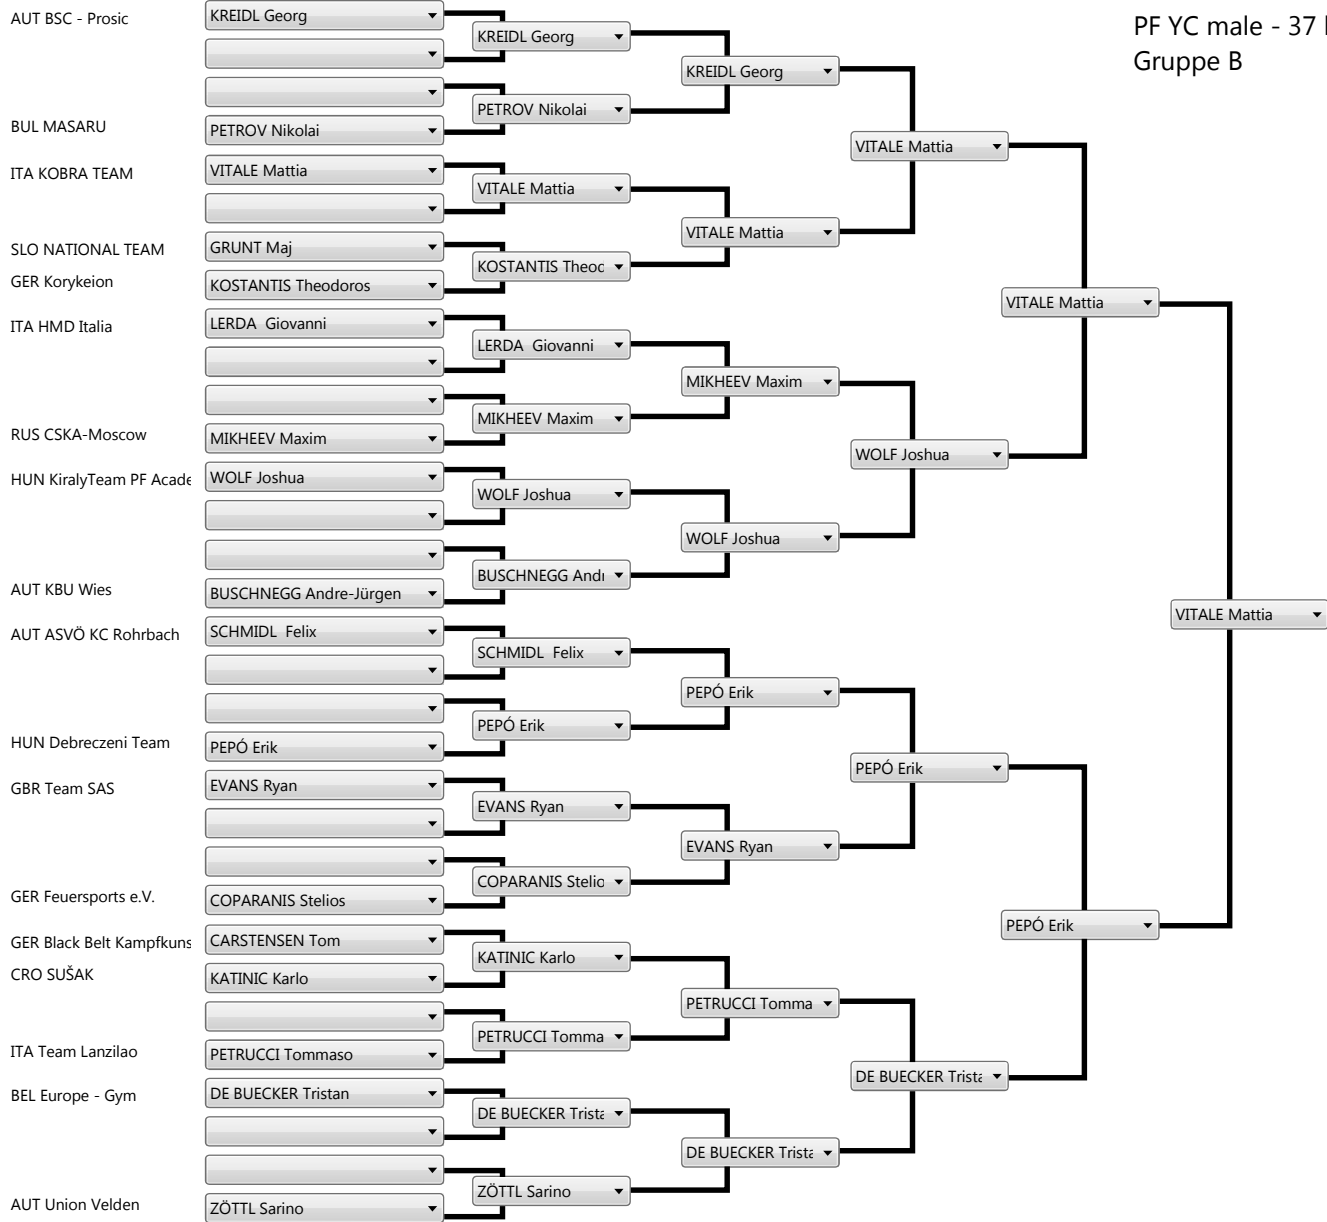 PF YC male - 37
Gruppe B
AUT BSC - Prosic
KREIDL Georg
KREIDL Georg
KREIDL Georg
PETROV Nikolai
BUL MASARU
PETROV Nikolai
VITALE Mattia
ITA KOBRA TEAM
VITALE Mattia
VITALE Mattia
VITALE Mattia
SLO NATIONAL TEAM
GRUNT Maj
KOSTANTIS Theod
GER Korykeion
KOSTANTIS Theodoros
VITALE Mattia
ITA HMD Italia
LERDA Giovanni
LERDA Giovanni
MIKHEEV Maxim
MIKHEEV Maxim
RUS CSKA-Moscow
MIKHEEV Maxim
WOLF Joshua
HUN KiralyTeam PF Acade
WOLF Joshua
WOLF Joshua
WOLF Joshua
BUSCHNEGG And
AUT KBU Wies
BUSCHNEGG Andre-Jürgen
VITALE Mattia
AUT ASVÖ KC Rohrbach
SCHMIDL Felix
SCHMIDL Felix
PEPÓ Erik
PEPÓ Erik
HUN Debreczeni Team
PEPÓ Erik
PEPÓ Erik
GBR Team SAS
EVANS Ryan
EVANS Ryan
EVANS Ryan
COPARANIS Stelio
GER Feuersports e.V.
COPARANIS Stelios
PEPÓ Erik
GER Black Belt Kampfkuns
CARSTENSEN Tom
KATINIC Karlo
CRO SUŠAK
KATINIC Karlo
PETRUCCI Tomma
PETRUCCI Tomma
ITA Team Lanzilao
PETRUCCI Tommaso
DE BUECKER Trista
BEL Europe - Gym
DE BUECKER Tristan
DE BUECKER Trista
DE BUECKER Trista
ZÖTTL Sarino
AUT Union Velden
ZÖTTL Sarino